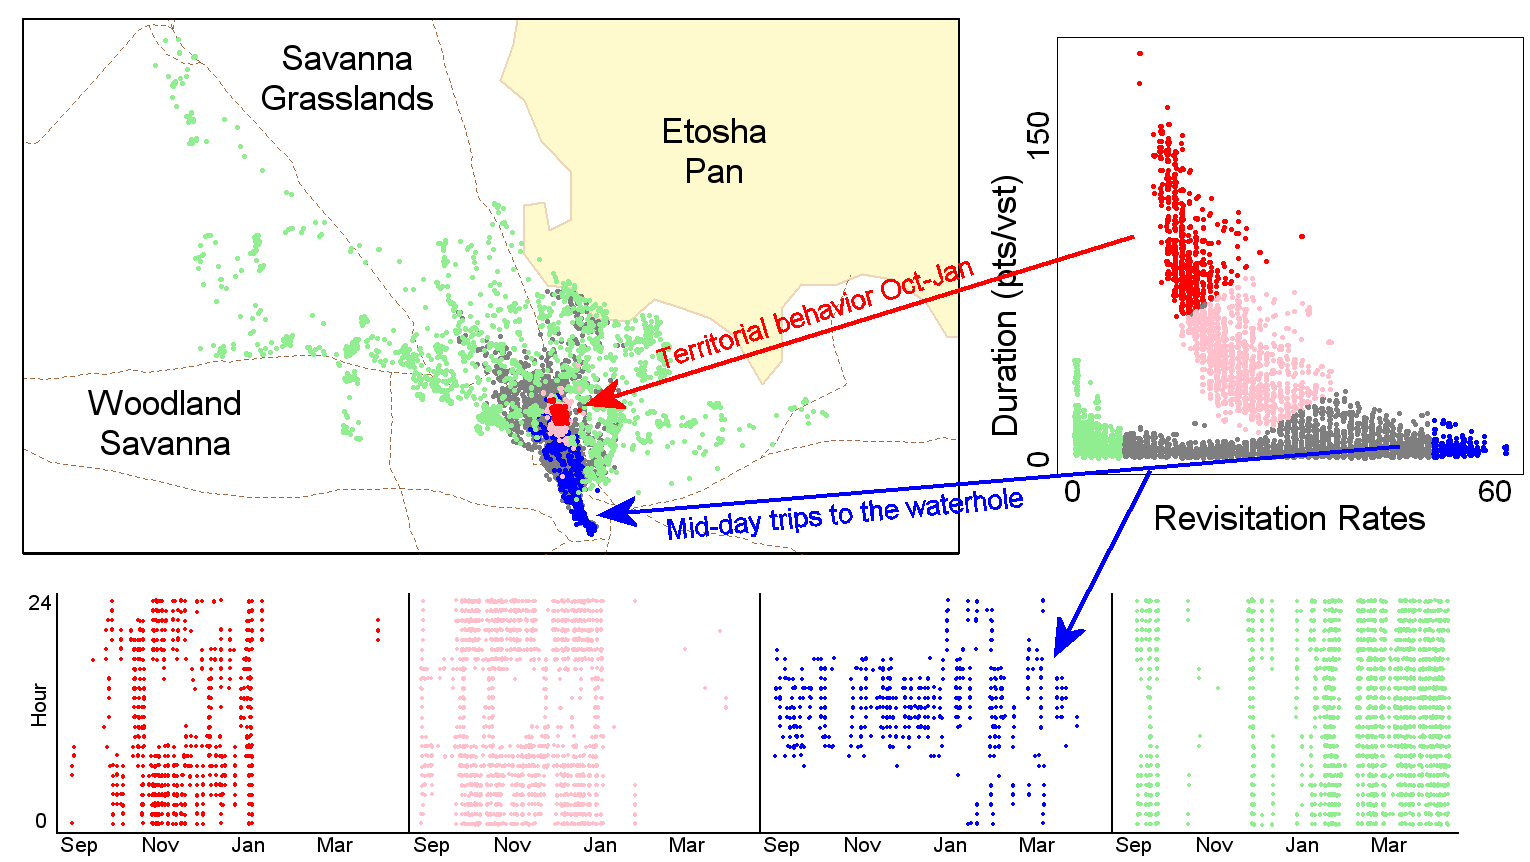 Savanna
Grasslands
Etosha
Pan
Woodland
Savanna
Territorial behavior Oct-Jan
Mid-day trips to the waterhole
Duration (pts/vst)
0
150
0
60
Revisitation Rates
24
Hour
0
Sep Nov Jan Mar Sep Nov Jan Mar Sep Nov Jan Mar Sep Nov Jan Mar